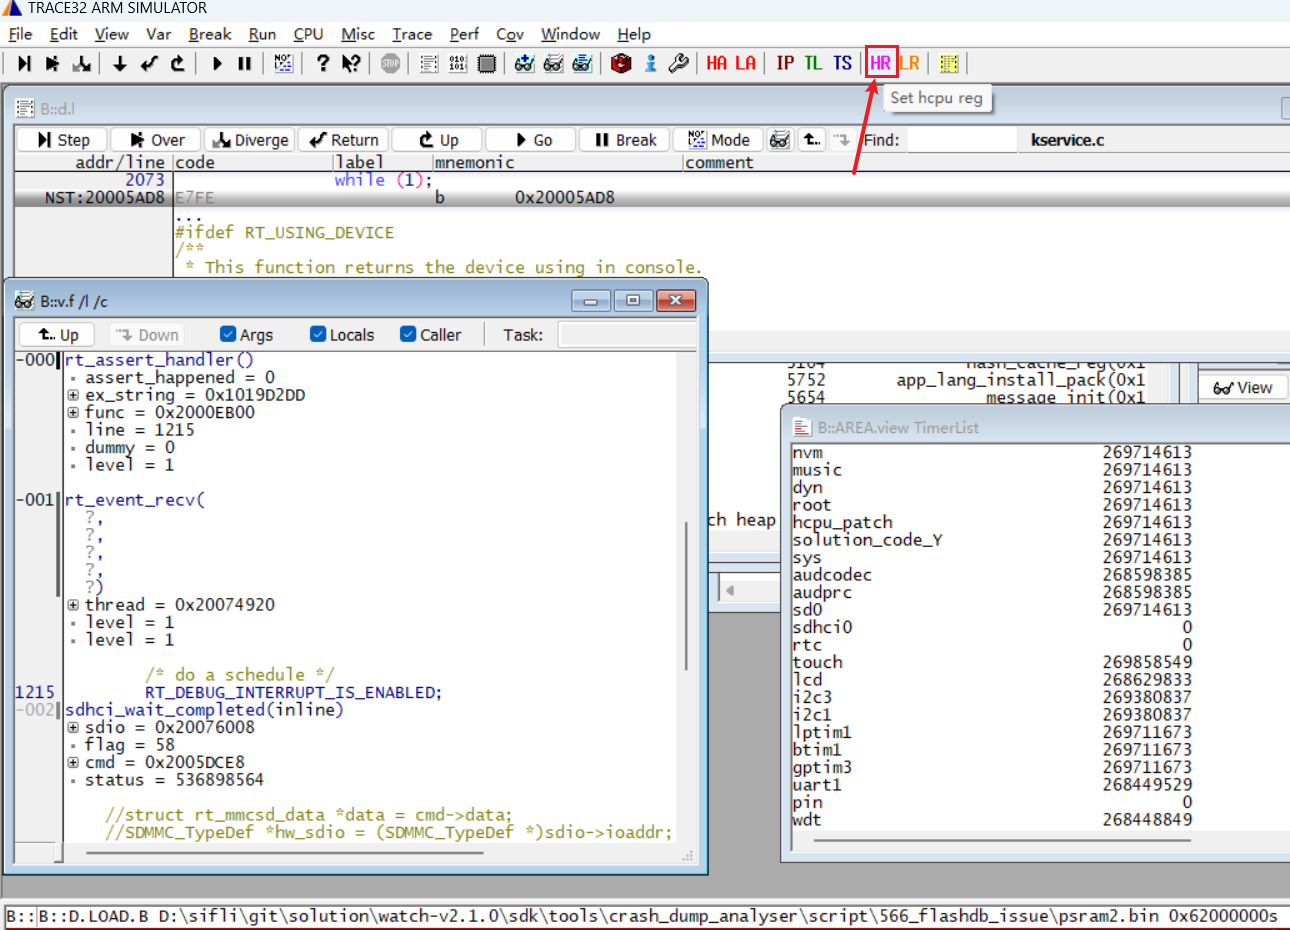 TRACE32 ARM SIMULATOR
File Edit View Var Break Run CPU Misc Trace Perf Cov Window Help
NOP ? ? STOP 010 101 i HA LA IP TL TS HR LR
Set hcpu reg
B::d.l
Step Over Diverge Return Up Go Break Mode Find: kservice.c
addr/line code label mnemonic comment
2073 while (1);
NST:20005AD8 E7FE b 0x20005AD8
...
#ifdef RT_USING_DEVICE
/**
* This function returns the device using in console.
B::v.f /l /c
Up Down Args Locals Caller Task:
-000 rt_assert_handler()
assert_happened = 0
ex_string = 0x1019D2DD
func = 0x2000EB00
line = 1215
dummy = 0
level = 1
-001 rt_event_recv(
?,
?,
?,
?,
?)
thread = 0x20074920
level = 1
level = 1
/* do a schedule */
1215 RT_DEBUG_INTERRUPT_IS_ENABLED;
-002 sdhci_wait_completed(inline)
sdio = 0x20076008
flag = 58
cmd = 0x2005DCE8
status = 536898564
//struct rt_mmcsd_data *data = cmd->data;
//SDMMC_TypeDef *hw_sdio = (SDMMC_TypeDef *)sdio->ioaddr;
hash_cache_reg(0x1
5752 app_lang_install_pack(0x1
5654 message_init(0x1
View
ch heap
B::AREA.view TimerList
nvm 269714613
music 269714613
dyn 269714613
root 269714613
hcpu_patch 269714613
solution_code_Y 269714613
sys 269714613
audcodec 268598385
audprc 268598385
sd0 269714613
sdhci0 0
rtc 0
touch 269858549
lcd 268629833
i2c3 269380837
i2c1 269380837
lptim1 269711673
btim1 269711673
gptim3 269711673
uart1 268449529
pin 0
wdt 268448849
B::B::D.LOAD.B D:\sifli\git\solution\watch-v2.1.0\sdk\tools\crash_dump_analyser\script\566_flashdb_issue\psram2.bin 0x62000000s